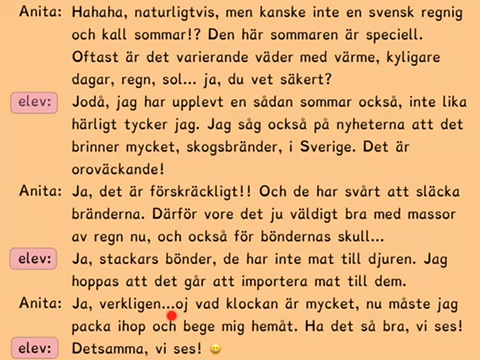 Anita: Hahaha, naturligtvis, men kanske inte en svensk regnig
och kall sommar!? Den här sommaren är speciell.
Oftast är det varierande väder med värme, kyligare
dagar, regn, sol... ja, du vet säkert?
elev: Jodå, jag har upplevt en sådan sommar också, inte lika
härligt tycker jag. Jag såg också på nyheterna att det
brinner mycket, skogsbränder, i Sverige. Det är
oroväckande!
Anita: Ja, det är förskräckligt!! Och de har svårt att släcka
bränderna. Därför vore det ju väldigt bra med massor
av regn nu, och också för böndernas skull...
elev: Ja, stackars bönder, de har inte mat till djuren. Jag
hoppas att det går att importera mat till dem.
Anita: Ja, verkligen...oj vad klockan är mycket, nu måste jag
packa ihop och bege mig hemåt. Ha det så bra, vi ses!
elev: Detsamma, vi ses! 😀